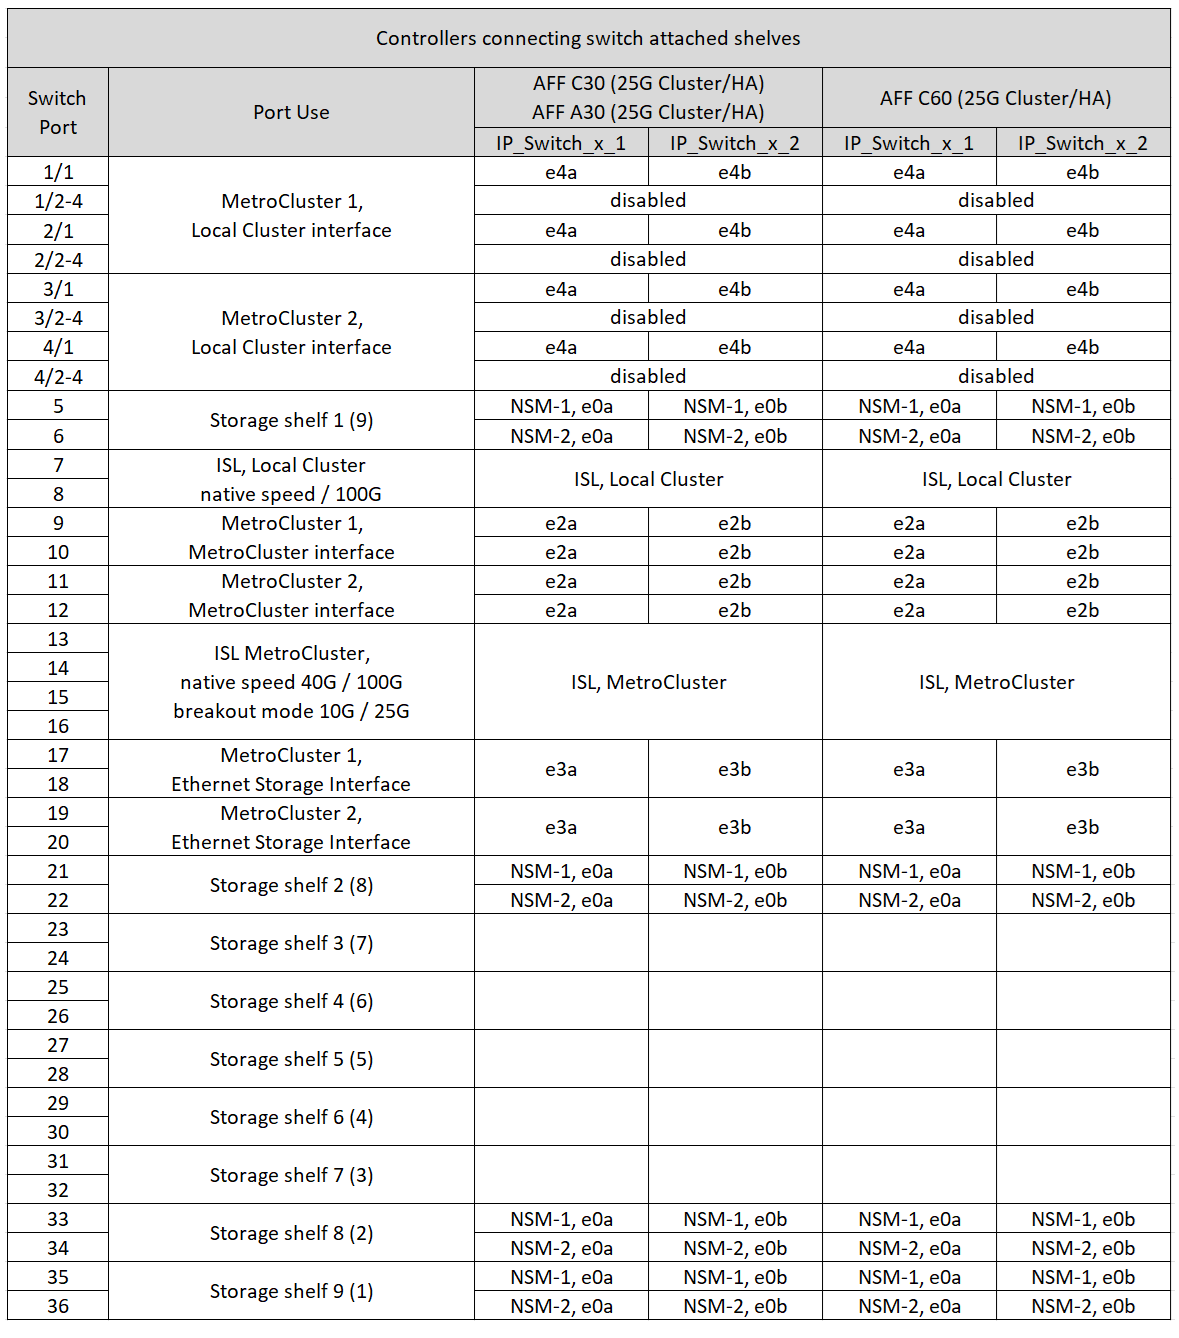 Controllers connecting switch attached shelves
Switch Port | Port Use | AFF C30 (25G Cluster/HA) AFF A30 (25G Cluster/HA) | AFF C60 (25G Cluster/HA)
IP_Switch_x_1 | IP_Switch_x_2 | IP_Switch_x_1 | IP_Switch_x_2
1/1 | MetroCluster 1, Local Cluster interface | e4a | e4b | e4a | e4b
1/2-4 | disabled | disabled
2/1 | e4a | e4b | e4a | e4b
2/2-4 | disabled | disabled
3/1 | MetroCluster 2, Local Cluster interface | e4a | e4b | e4a | e4b
3/2-4 | disabled | disabled
4/1 | e4a | e4b | e4a | e4b
4/2-4 | disabled | disabled
5 | Storage shelf 1 (9) | NSM-1, e0a | NSM-1, e0b | NSM-1, e0a | NSM-1, e0b
6 | NSM-2, e0a | NSM-2, e0b | NSM-2, e0a | NSM-2, e0b
7 | ISL, Local Cluster native speed / 100G | ISL, Local Cluster | ISL, Local Cluster
8
9 | MetroCluster 1, MetroCluster interface | e2a | e2b | e2a | e2b
10 | e2a | e2b | e2a | e2b
11 | MetroCluster 2, MetroCluster interface | e2a | e2b | e2a | e2b
12 | e2a | e2b | e2a | e2b
13 | ISL MetroCluster, native speed 40G / 100G breakout mode 10G / 25G | ISL, MetroCluster | ISL, MetroCluster
14
15
16
17 | MetroCluster 1, Ethernet Storage Interface | e3a | e3b | e3a | e3b
18
19 | MetroCluster 2, Ethernet Storage Interface | e3a | e3b | e3a | e3b
20
21 | Storage shelf 2 (8) | NSM-1, e0a | NSM-1, e0b | NSM-1, e0a | NSM-1, e0b
22 | NSM-2, e0a | NSM-2, e0b | NSM-2, e0a | NSM-2, e0b
23 | Storage shelf 3 (7)
24
25 | Storage shelf 4 (6)
26
27 | Storage shelf 5 (5)
28
29 | Storage shelf 6 (4)
30
31 | Storage shelf 7 (3)
32
33 | Storage shelf 8 (2) | NSM-1, e0a | NSM-1, e0b | NSM-1, e0a | NSM-1, e0b
34 | NSM-2, e0a | NSM-2, e0b | NSM-2, e0a | NSM-2, e0b
35 | Storage shelf 9 (1) | NSM-1, e0a | NSM-1, e0b | NSM-1, e0a | NSM-1, e0b
36 | NSM-2, e0a | NSM-2, e0b | NSM-2, e0a | NSM-2, e0b